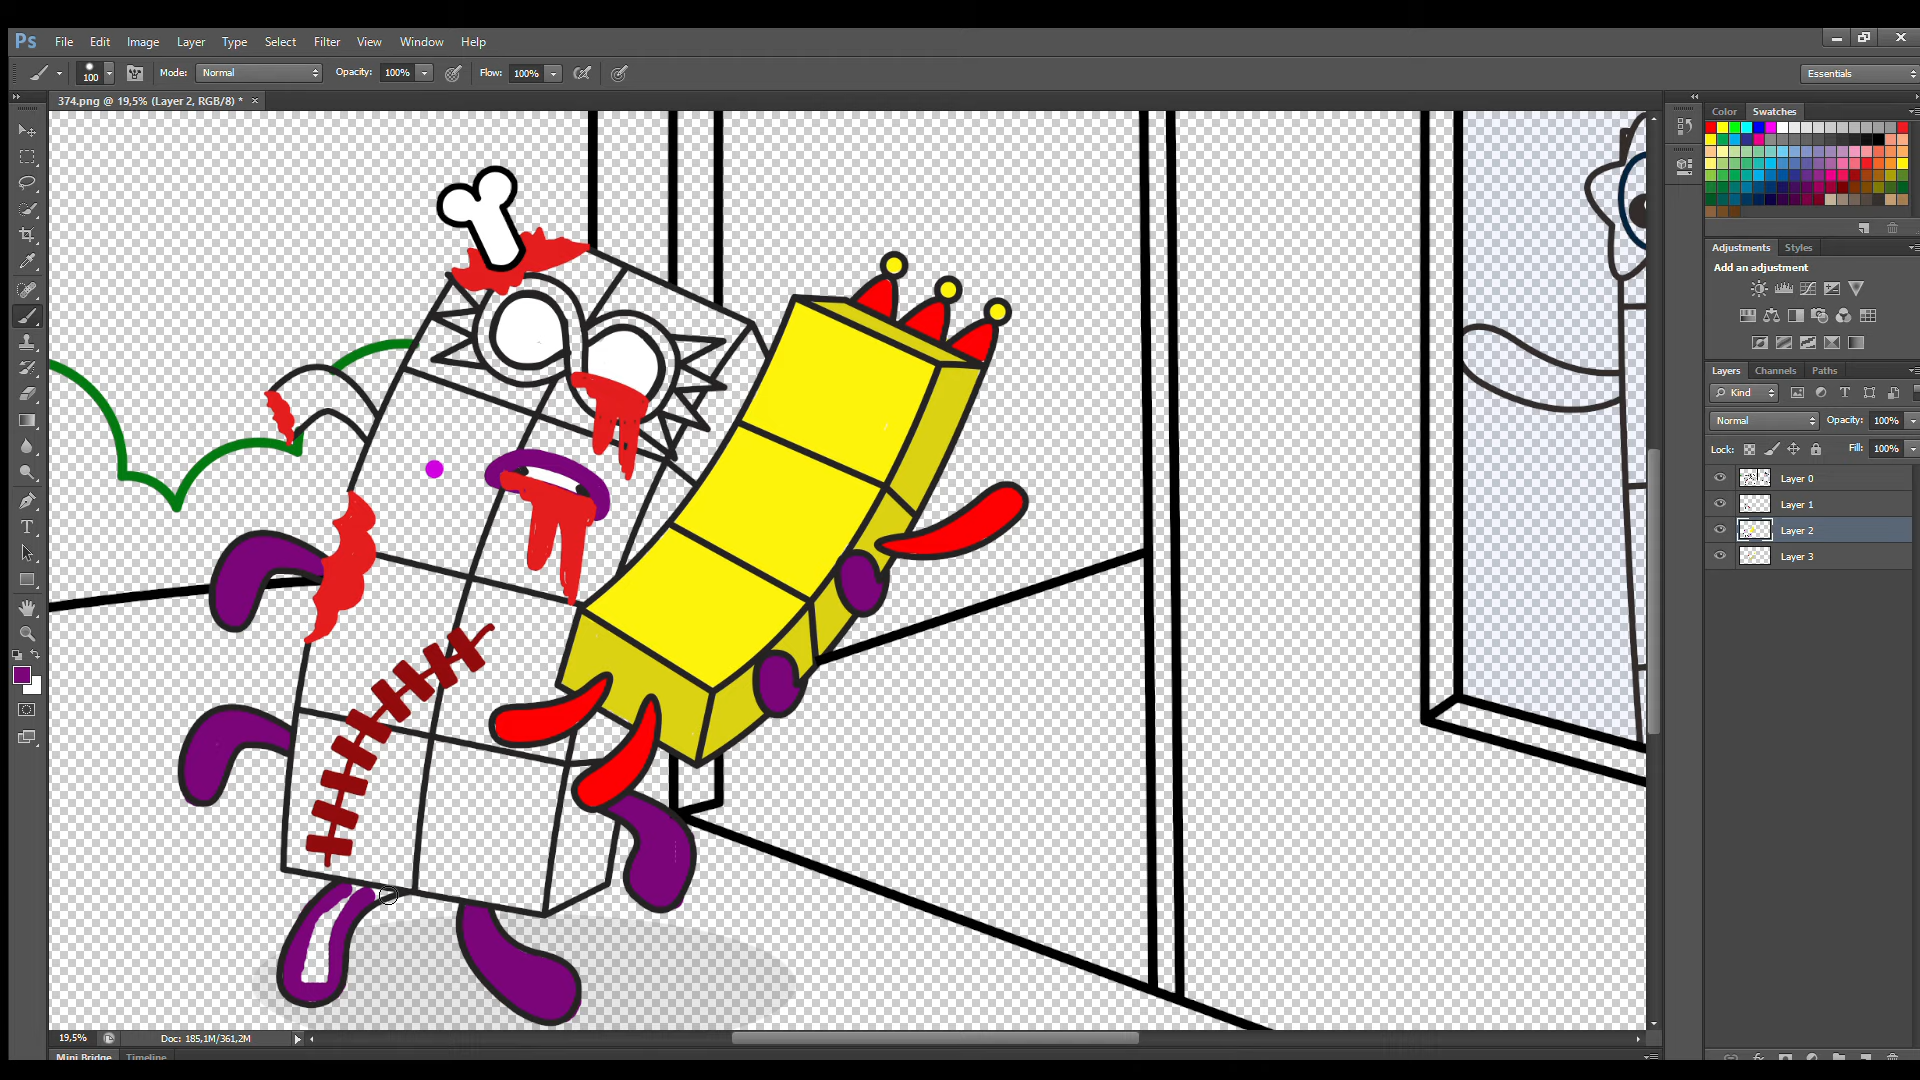 Ps File Edit Image Layer Type Select Filter View Window Help
100 Mode: Normal Opacity: 100% Flow: 100% Essentials
374.png @ 19,5% (Layer 2, RGB/8) * ×
Color Swatches
Adjustments Styles
Add an adjustment
Layers Channels Paths
Kind
Normal Opacity: 100%
Lock: Fill: 100%
Layer 0
Layer 1
Layer 2
Layer 3
19,5% Doc: 185,1M/361,2M
Mini Bridge Timeline